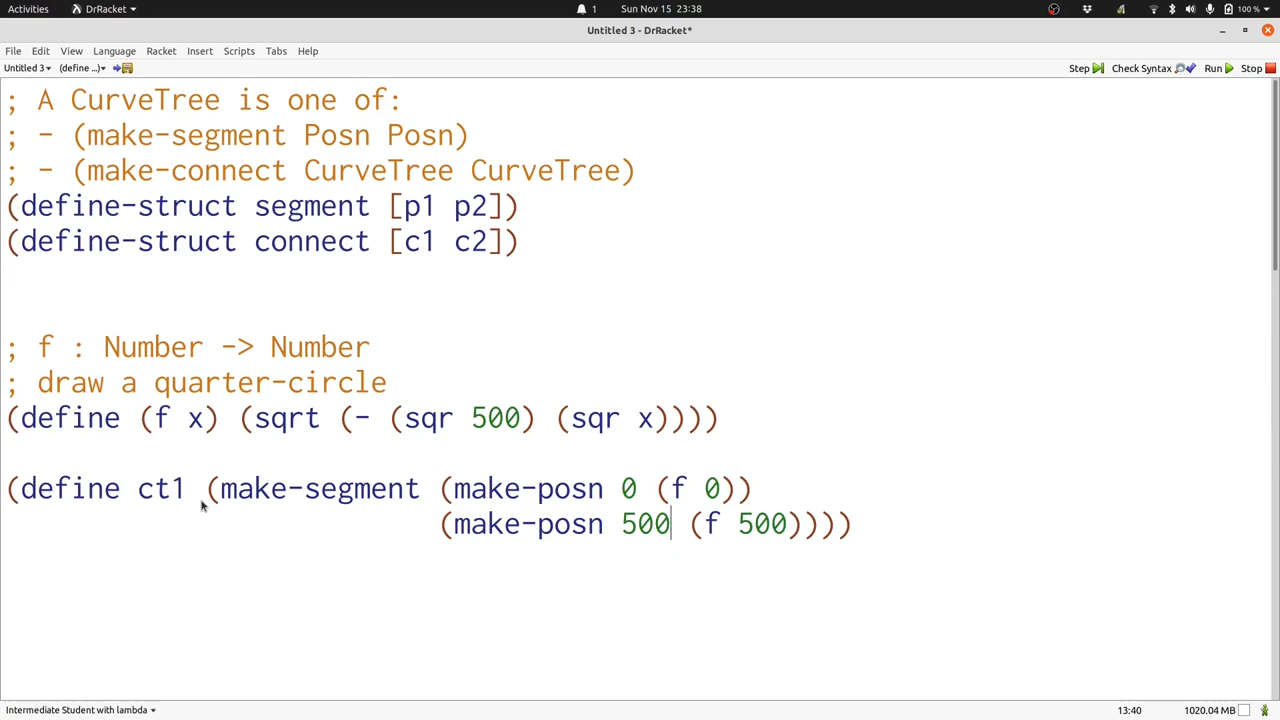 Activities DrRacket 1 Sun Nov 15 23:38 100 %
Untitled 3 - DrRacket*
File Edit View Language Racket Insert Scripts Tabs Help
Untitled 3 (define ...) Step Check Syntax Run Stop
; A CurveTree is one of:
; - (make-segment Posn Posn)
; - (make-connect CurveTree CurveTree)
(define-struct segment [p1 p2])
(define-struct connect [c1 c2])
; f : Number -> Number
; draw a quarter-circle
(define (f x) (sqrt (- (sqr 500) (sqr x))))
(define ct1 (make-segment (make-posn 0 (f 0))
(make-posn 500 (f 500))))
Intermediate Student with lambda 13:40 1020.04 MB